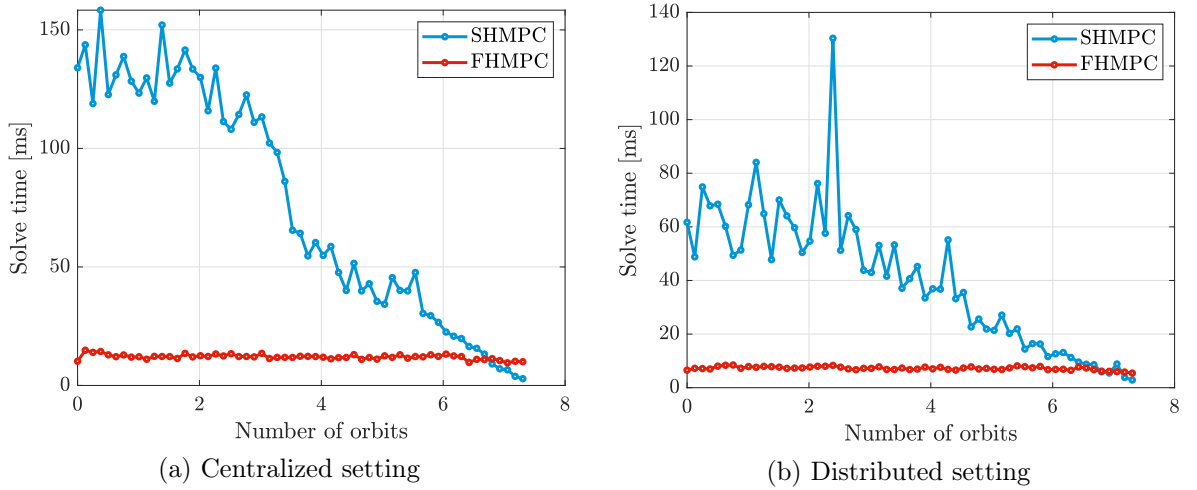 SHMPC
FHMPC
150
100
50
0
0
2
4
6
8
Solve time [ms]
Number of orbits
(a) Centralized setting
SHMPC
FHMPC
140
120
100
80
60
40
20
0
0
2
4
6
8
Solve time [ms]
Number of orbits
(b) Distributed setting